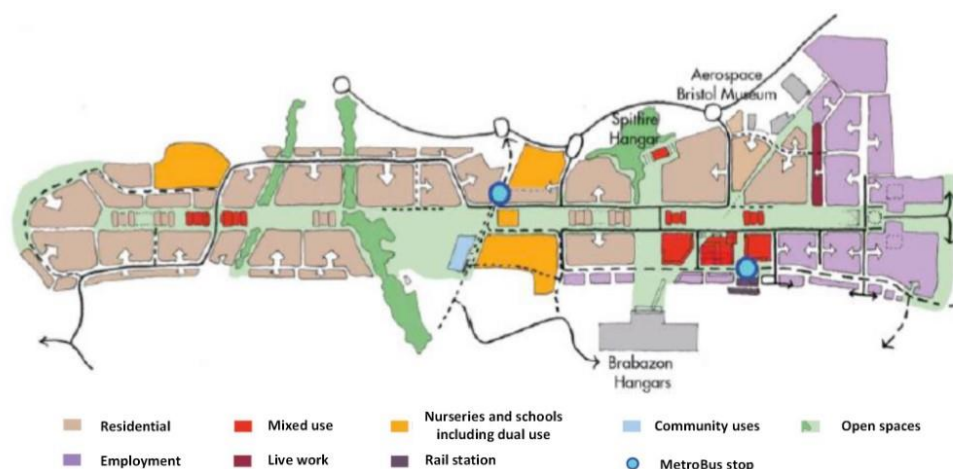 Aerospace
Bristol Museum
Spitfire
Hangar
Brabazon
Hangars
Residential
Mixed use
Nurseries and schools
including dual use
Community uses
Open spaces
Employment
Live work
Rail station
MetroBus stop